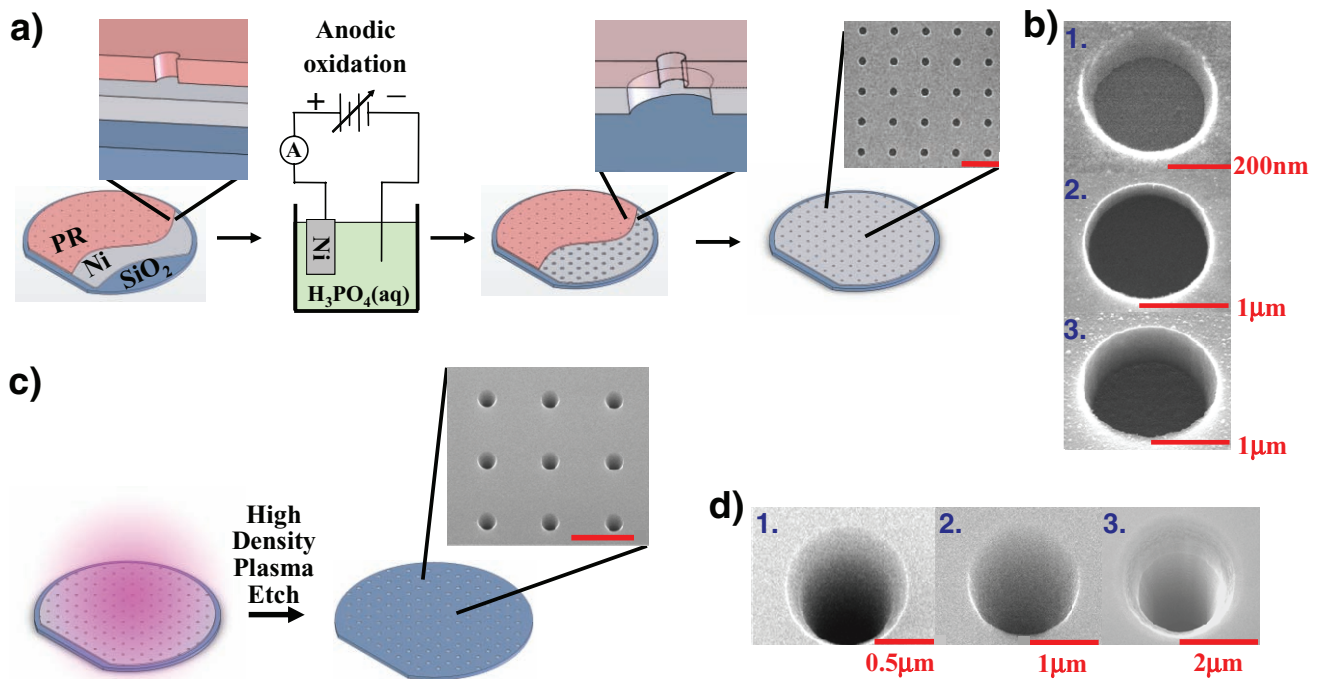 a)
Anodic
oxidation
+ −
A
PR
Ni
SiO₂
Ni
H₃PO₄(aq)
b)
1.
200nm
2.
1μm
3.
1μm
c)
High
Density
Plasma
Etch
d)
1. 2. 3.
0.5μm 1μm 2μm